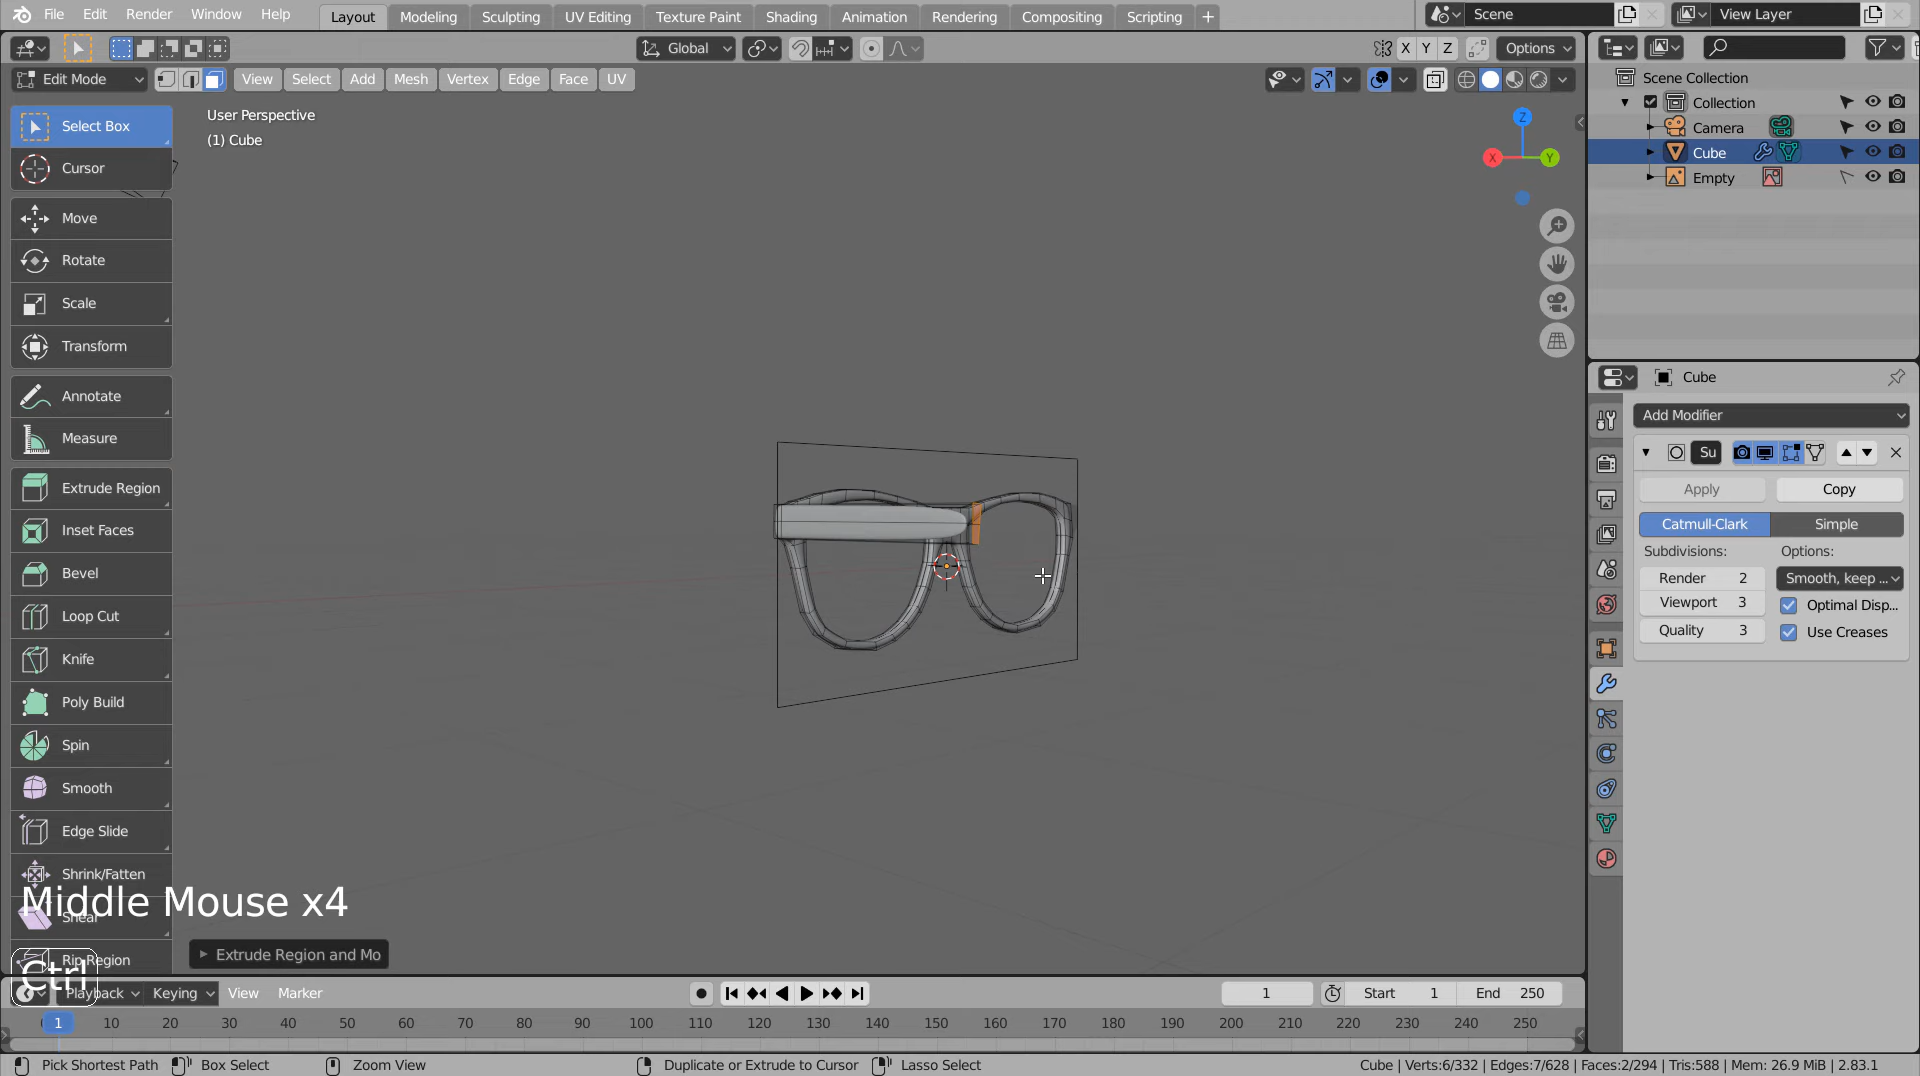 File Edit Render Window Help Layout Modeling Sculpting UV Editing Texture Paint Shading Animation Rendering Compositing Scripting + Scene View Layer
Global X Y Z Options
Edit Mode View Select Add Mesh Vertex Edge Face UV
User Perspective
(1) Cube
Select Box
Cursor
Move
Rotate
Scale
Transform
Annotate
Measure
Extrude Region
Inset Faces
Bevel
Loop Cut
Knife
Poly Build
Spin
Smooth
Edge Slide
Shrink/Fatten
Shear
Rip Region
Middle Mouse x4
Ctrl
Extrude Region and Mo
Z
X Y
Scene Collection
Collection
Camera
Cube
Empty
Cube
Add Modifier
Su
Apply Copy
Catmull-Clark Simple
Subdivisions: Options:
Render 2 Smooth, keep ...
Viewport 3 Optimal Disp...
Quality 3 Use Creases
Playback Keying View Marker 1 Start 1 End 250
1 10 20 30 40 50 60 70 80 90 100 110 120 130 140 150 160 170 180 190 200 210 220 230 240 250
Pick Shortest Path Box Select Zoom View Duplicate or Extrude to Cursor Lasso Select Cube | Verts:6/332 | Edges:7/628 | Faces:2/294 | Tris:588 | Mem: 26.9 MiB | 2.83.1